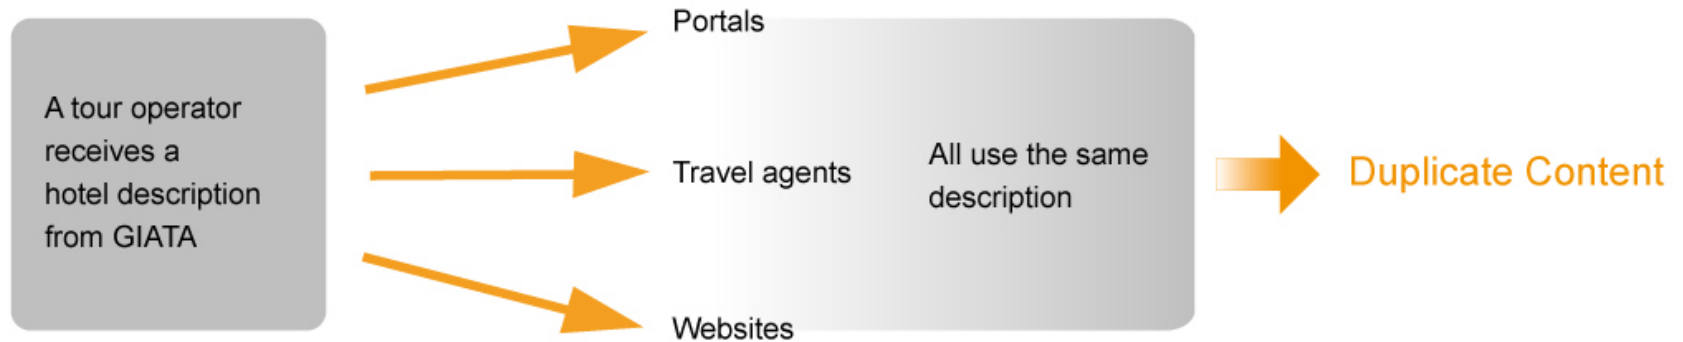 A tour operator
receives a
hotel description
from GIATA
Portals
Travel agents
Websites
All use the same
description
Duplicate Content